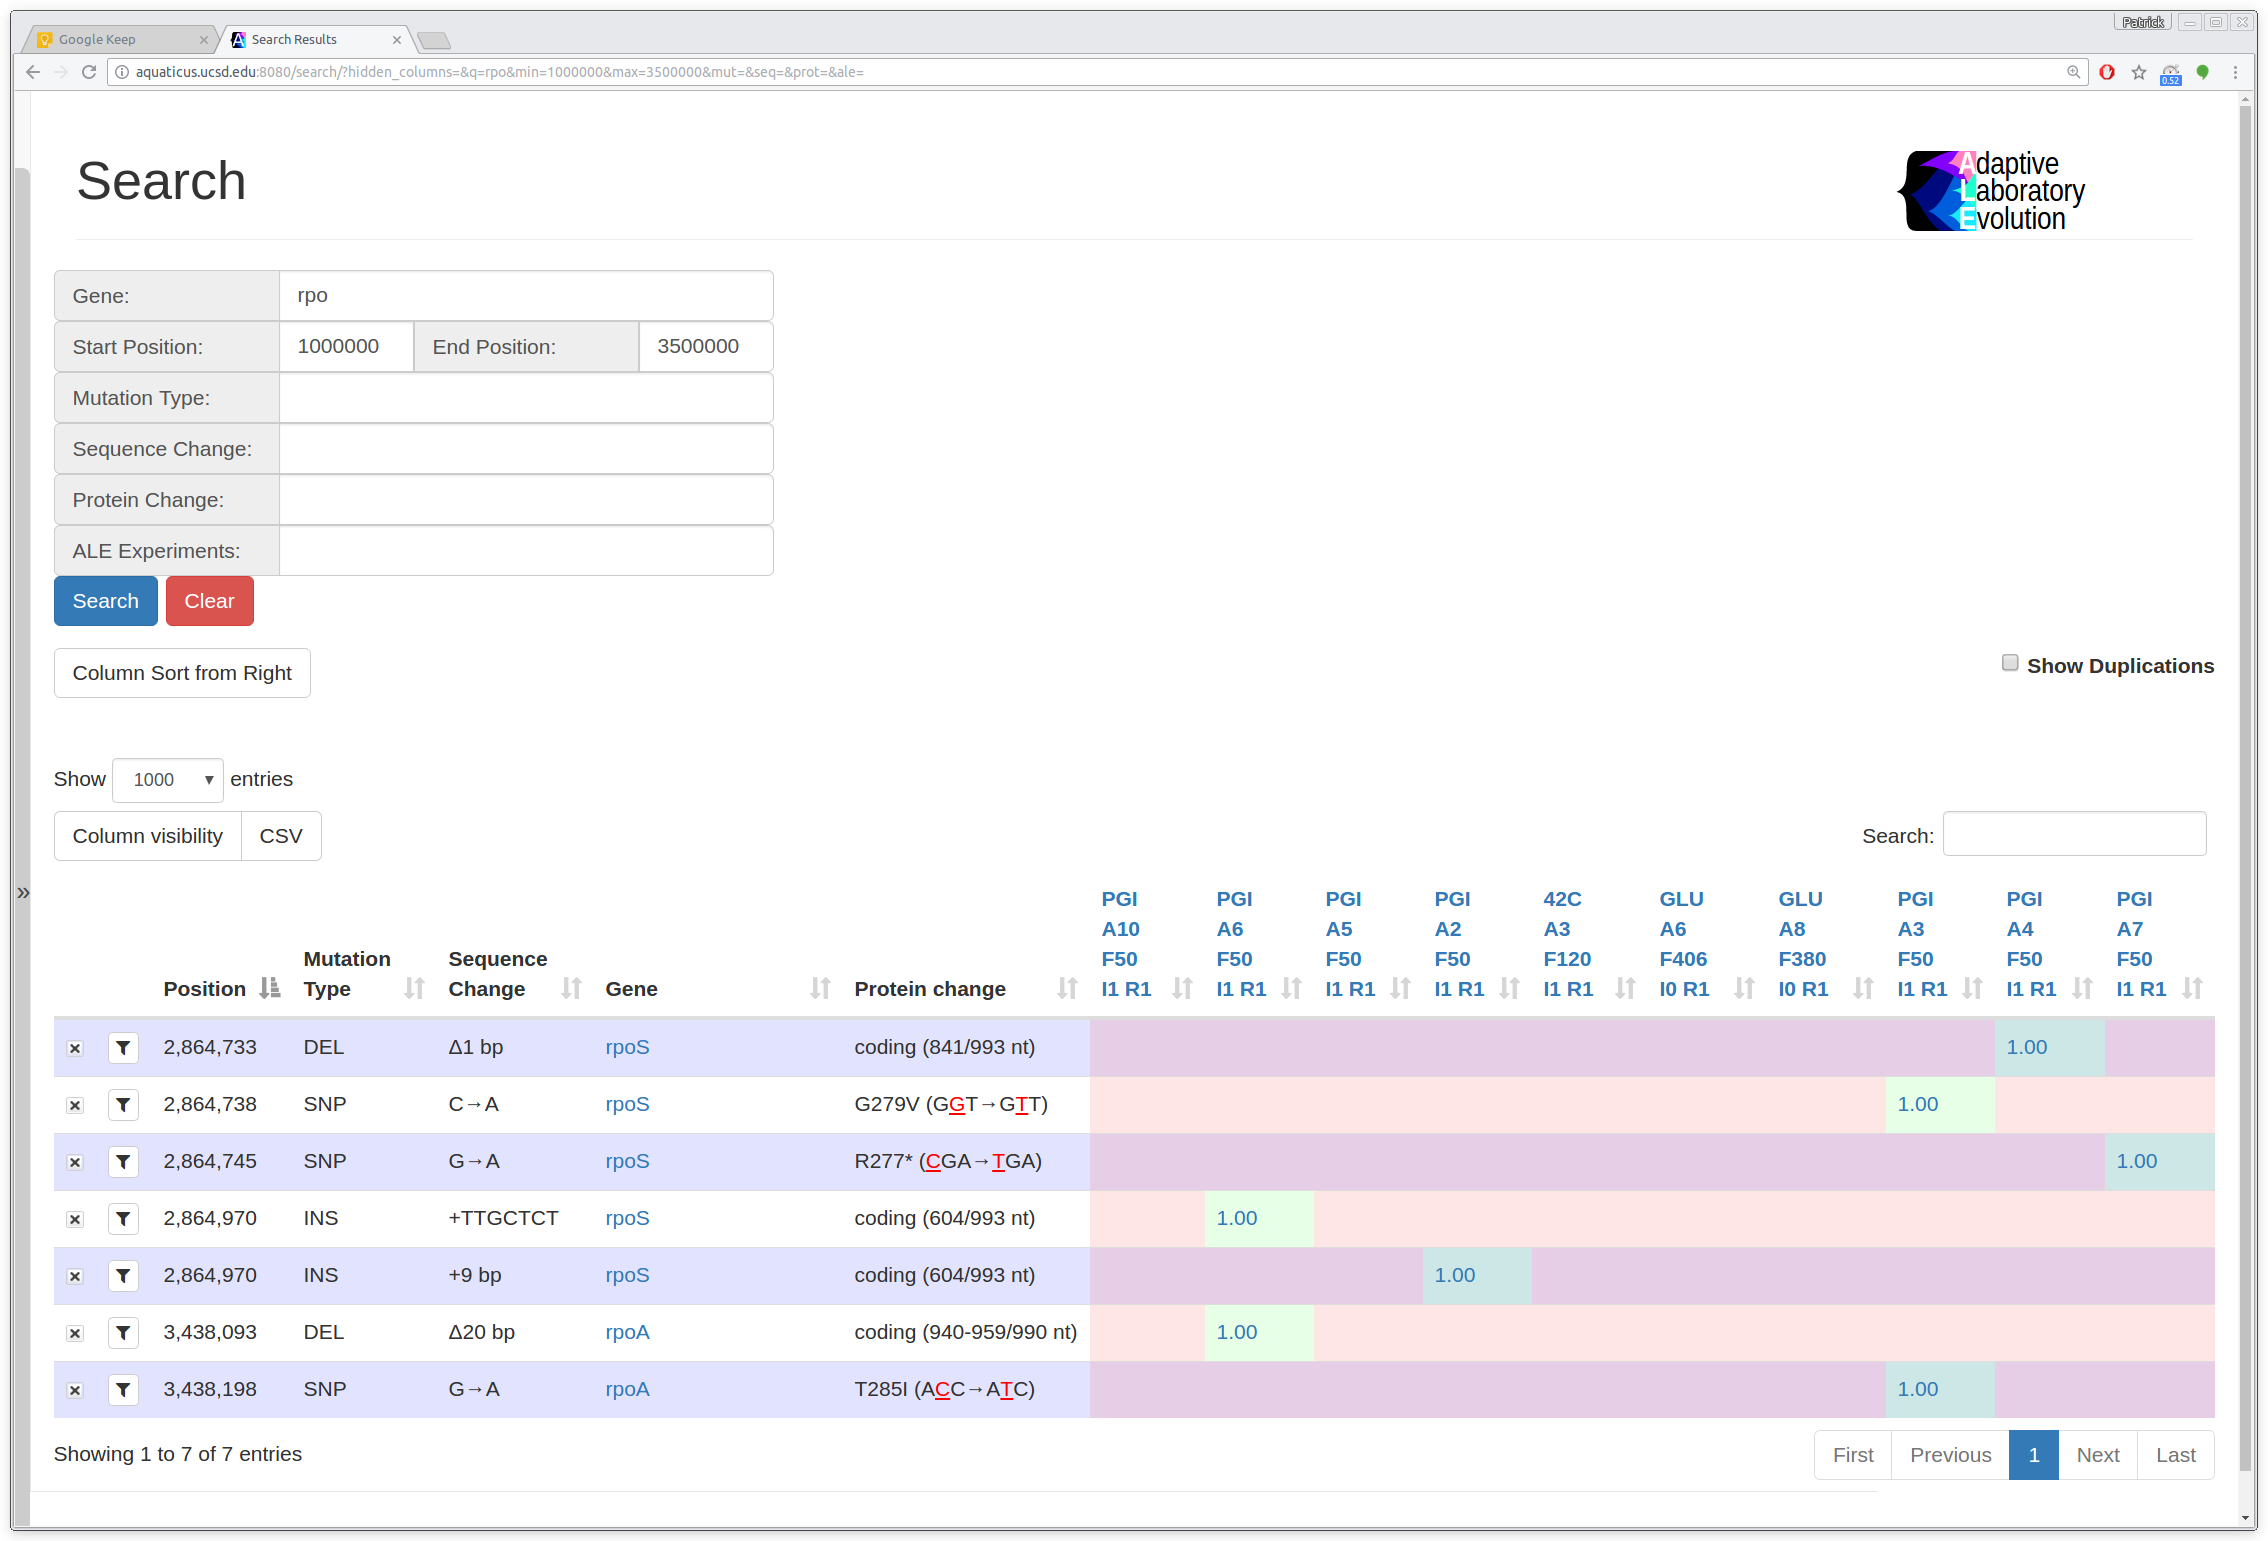 Patrick
Google Keep
Search Results
aquaticus.ucsd.edu:8080/search/?hidden_columns=&q=rpo&min=1000000&max=3500000&mut=&seq=&prot=&ale=
0.52
Search
Adaptive
Laboratory
Evolution
Gene: rpo
Start Position: 1000000 End Position: 3500000
Mutation Type:
Sequence Change:
Protein Change:
ALE Experiments:
Search Clear
Column Sort from Right
Show Duplications
Show 1000 entries
Column visibility CSV
Search:
»
PGI PGI PGI PGI 42C GLU GLU PGI PGI PGI
A10 A6 A5 A2 A3 A6 A8 A3 A4 A7
Mutation Sequence F50 F50 F50 F50 F120 F406 F380 F50 F50 F50
Position Type Change Gene Protein change I1 R1 I1 R1 I1 R1 I1 R1 I1 R1 I0 R1 I0 R1 I1 R1 I1 R1 I1 R1
2,864,733 DEL Δ1 bp rpoS coding (841/993 nt) 1.00
2,864,738 SNP C→A rpoS G279V (GGT→GTT) 1.00
2,864,745 SNP G→A rpoS R277* (CGA→TGA) 1.00
2,864,970 INS +TTGCTCT rpoS coding (604/993 nt) 1.00
2,864,970 INS +9 bp rpoS coding (604/993 nt) 1.00
3,438,093 DEL Δ20 bp rpoA coding (940-959/990 nt) 1.00
3,438,198 SNP G→A rpoA T285I (ACC→ATC) 1.00
Showing 1 to 7 of 7 entries
First Previous 1 Next Last